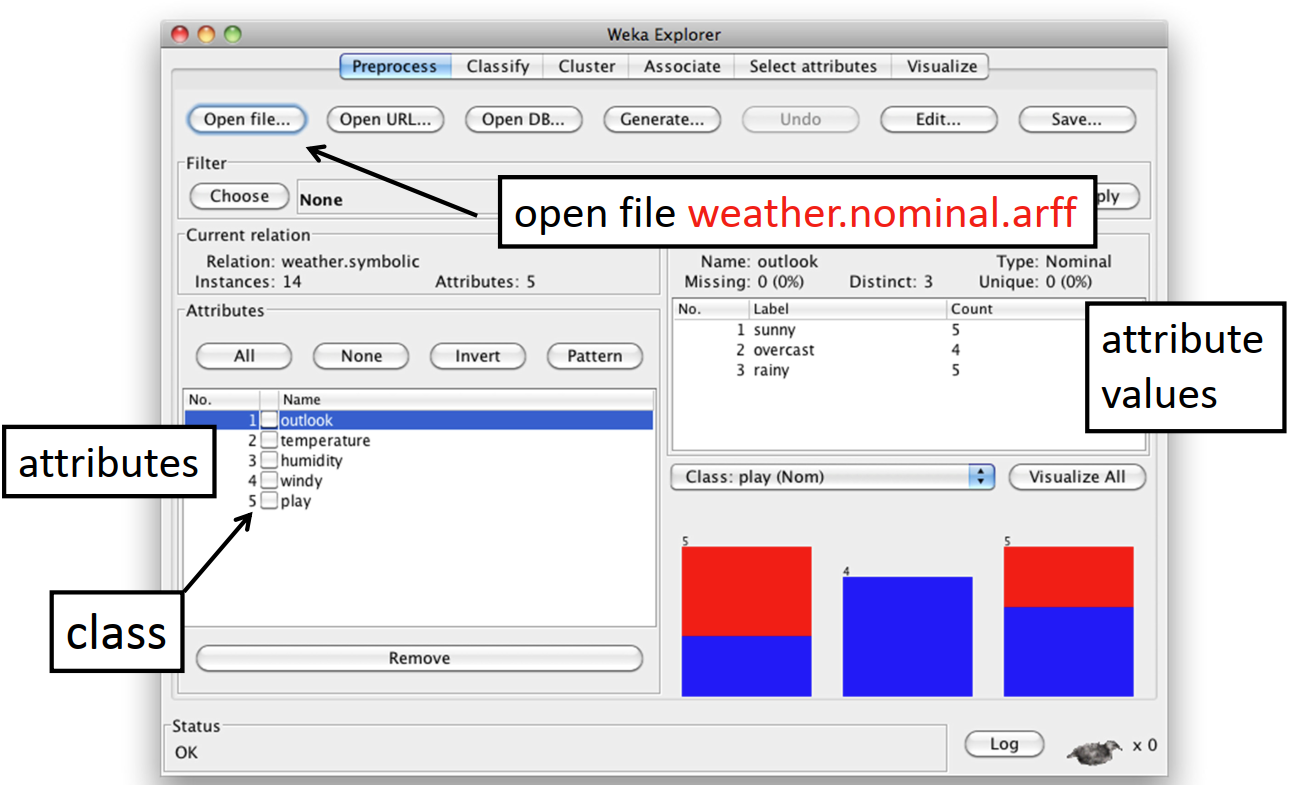 Weka Explorer
Preprocess Classify Cluster Associate Select attributes Visualize
Open file... Open URL... Open DB... Generate... Undo Edit... Save...
Filter
Choose None
open file weather.nominal.arff
Current relation
Relation: weather.symbolic
Instances: 14 Attributes: 5
Name: outlook Type: Nominal
Missing: 0 (0%) Distinct: 3 Unique: 0 (0%)
No. Label Count
1 sunny 5
2 overcast 4
3 rainy 5
attribute
values
Attributes
All None Invert Pattern
No. Name
1 outlook
2 temperature
3 humidity
4 windy
5 play
attributes
class
Remove
Class: play (Nom) Visualize All
5 4 5
Status
OK
Log x 0